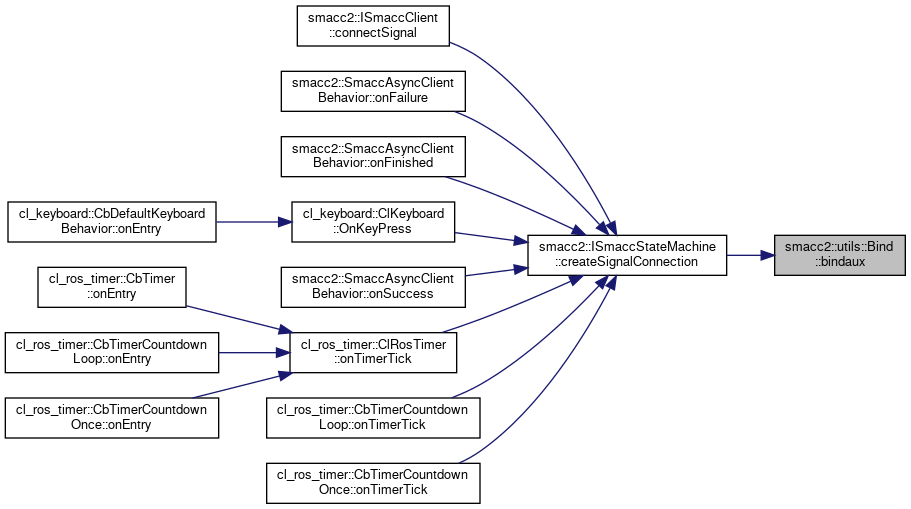 smacc2::ISmaccClient
::connectSignal
smacc2::SmaccAsyncClient
Behavior::onFailure
smacc2::SmaccAsyncClient
Behavior::onFinished
cl_keyboard::CbDefaultKeyboard
Behavior::onEntry
cl_keyboard::ClKeyboard
::OnKeyPress
smacc2::ISmaccStateMachine
::createSignalConnection
smacc2::utils::Bind
::bindaux
cl_ros_timer::CbTimer
::onEntry
smacc2::SmaccAsyncClient
Behavior::onSuccess
cl_ros_timer::CbTimerCountdown
Loop::onEntry
cl_ros_timer::ClRosTimer
::onTimerTick
cl_ros_timer::CbTimerCountdown
Once::onEntry
cl_ros_timer::CbTimerCountdown
Loop::onTimerTick
cl_ros_timer::CbTimerCountdown
Once::onTimerTick